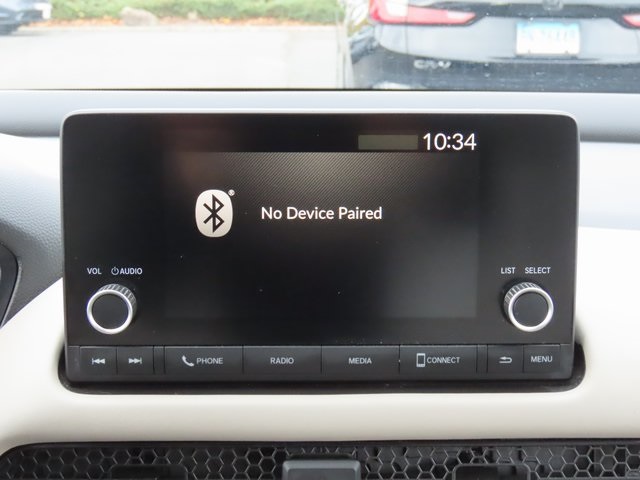 CR-V
10:34
®
No Device Paired
VOL AUDIO
LIST SELECT
PHONE RADIO MEDIA CONNECT MENU